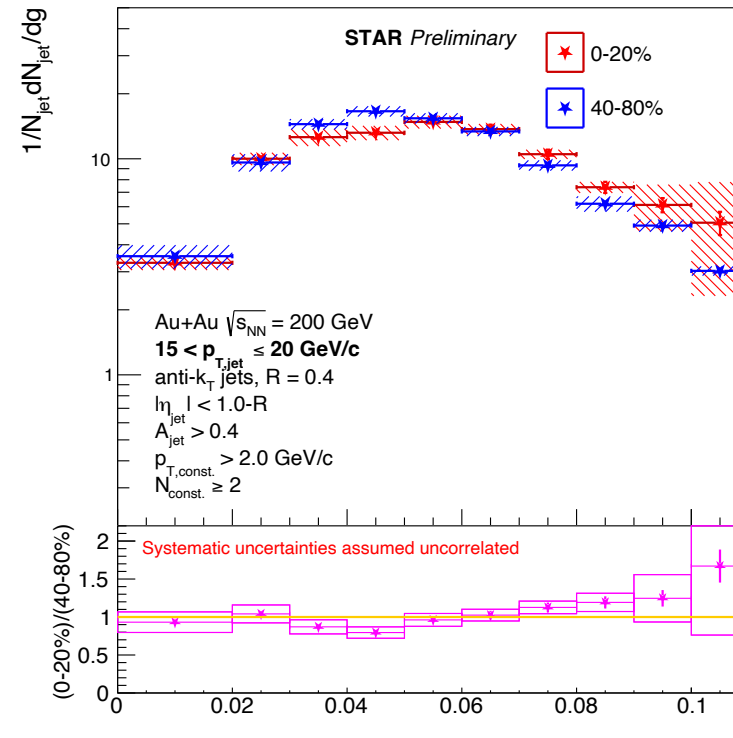 STAR Preliminary
0-20%
40-80%
1/N_jet dN_jet/dg
10
1
Au+Au √s_NN = 200 GeV
15 < p_T,jet ≤ 20 GeV/c
anti-k_T jets, R = 0.4
|η_jet| < 1.0-R
A_jet > 0.4
p_T,const. > 2.0 GeV/c
N_const. ≥ 2
(0-20%)/(40-80%)
Systematic uncertainties assumed uncorrelated
2
1.5
1
0.5
0
0 0.02 0.04 0.06 0.08 0.1